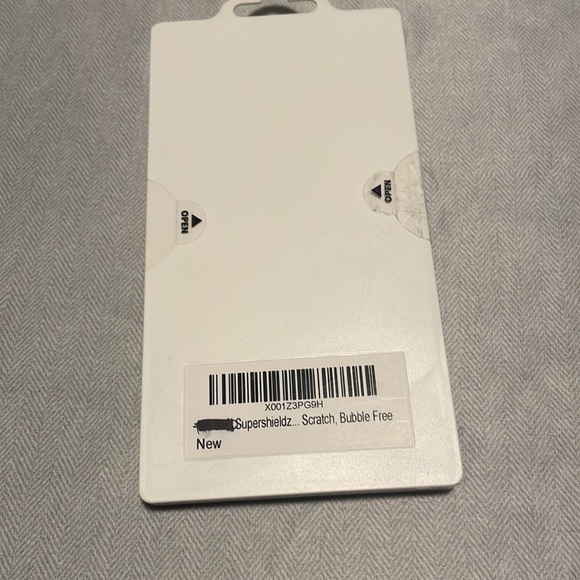 OPEN
OPEN
X001Z3PG9H
Supershieldz... Scratch, Bubble Free
New